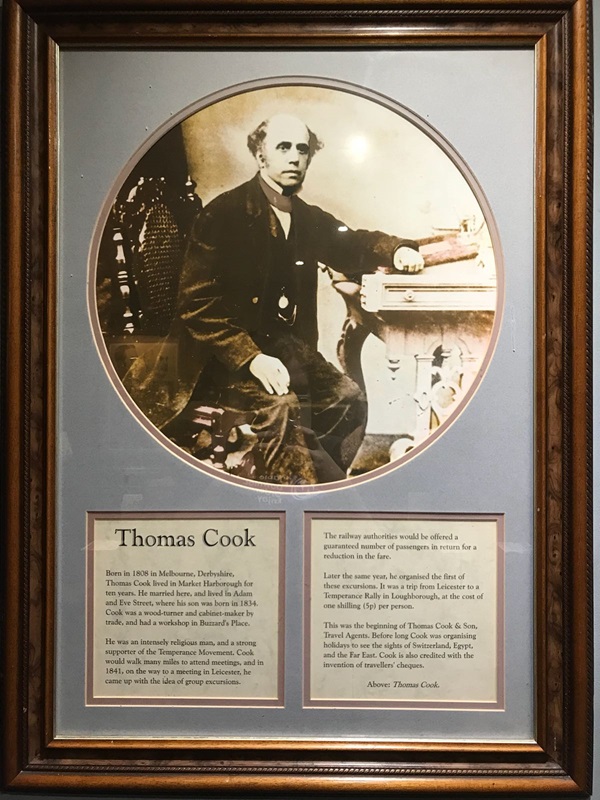 Thomas Cook
Born in 1808 in Melbourne, Derbyshire,
Thomas Cook lived in Market Harborough for
ten years. He married here, and lived in Adam
and Eve Street, where his son was born in 1834.
Cook was a wood-turner and cabinet-maker by
trade, and had a workshop in Buzzard's Place.
He was an intensely religious man, and a strong
supporter of the Temperance Movement. Cook
would walk many miles to attend meetings, and in
1841, on the way to a meeting in Leicester, he
came up with the idea of group excursions.
The railway authorities would be offered a
guaranteed number of passengers in return for a
reduction in the fare.
Later the same year, he organised the first of
these excursions. It was a trip from Leicester to a
Temperance Rally in Loughborough, at the cost of
one shilling (5p) per person.
This was the beginning of Thomas Cook & Son,
Travel Agents. Before long Cook was organising
holidays to see the sights of Switzerland, Egypt,
and the Far East. Cook is also credited with the
invention of travellers' cheques.
Above: Thomas Cook.